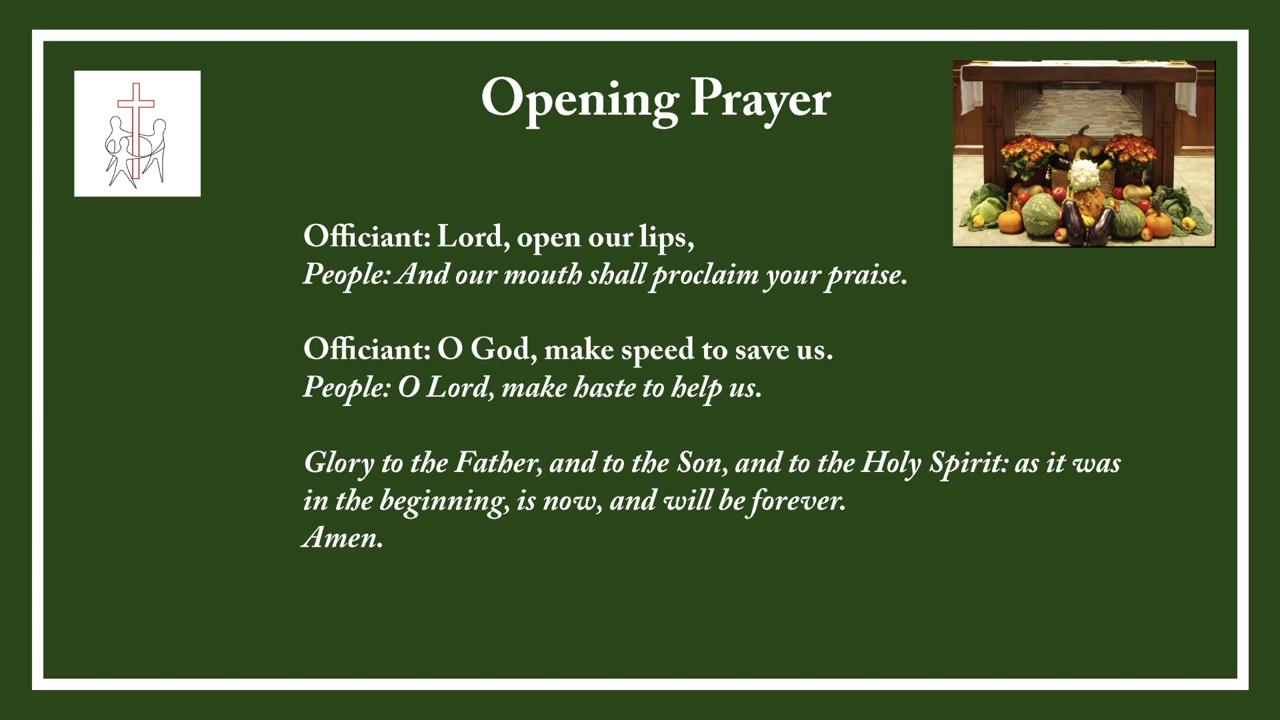 Opening Prayer
Officiant: Lord, open our lips,
People: And our mouth shall proclaim your praise.
Officiant: O God, make speed to save us.
People: O Lord, make haste to help us.
Glory to the Father, and to the Son, and to the Holy Spirit: as it was
in the beginning, is now, and will be forever.
Amen.